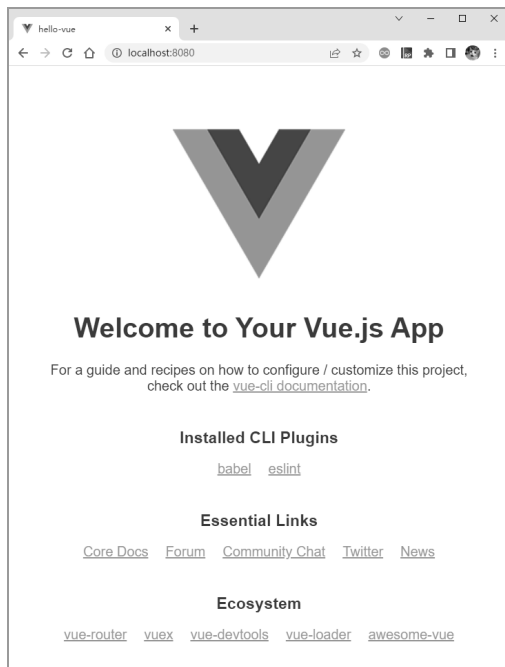 hello-vue
localhost:8080
Welcome to Your Vue.js App
For a guide and recipes on how to configure / customize this project,
check out the vue-cli documentation.
Installed CLI Plugins
babel eslint
Essential Links
Core Docs Forum Community Chat Twitter News
Ecosystem
vue-router vuex vue-devtools vue-loader awesome-vue